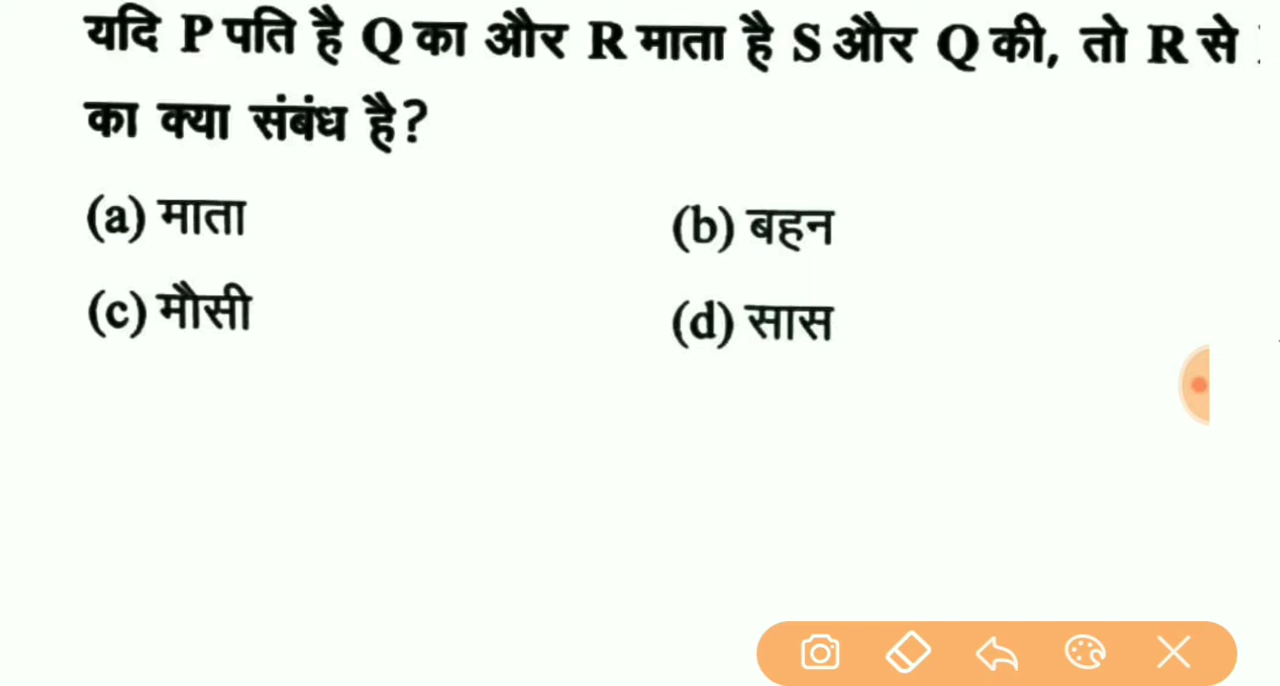 यदि P पति है Q का और R माता है S और Q की, तो R से
का क्या संबंध है?
(a) माता
(b) बहन
(c) मौसी
(d) सास